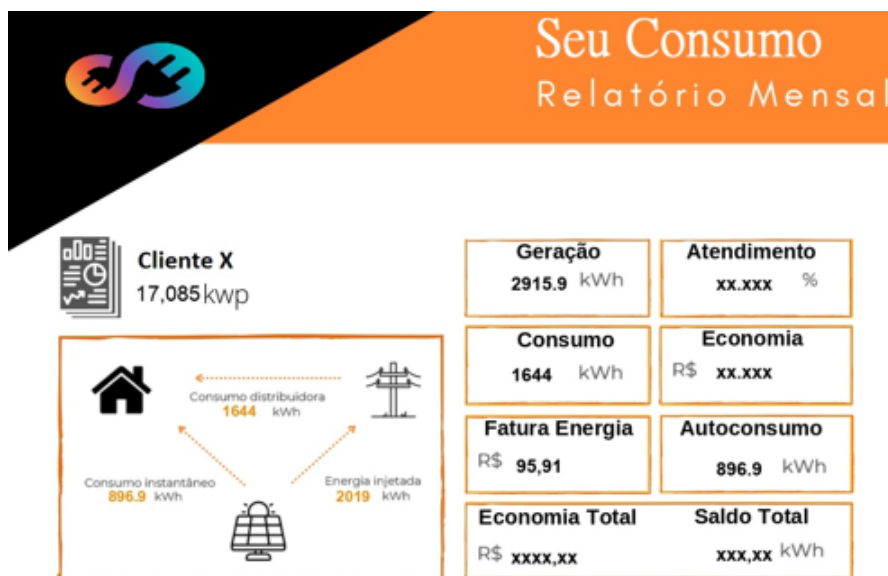 Seu Consumo
Relatório Mensal
Cliente X
17,085 kwp
Geração
2915.9 kWh
Atendimento
xx.xxx %
Consumo
1644 kWh
Economia
R$ xx.xxx
Fatura Energia
R$ 95,91
Autoconsumo
896.9 kWh
Economia Total
R$ xxxx,xx
Saldo Total
xxx,xx kWh
Consumo distribuidora
1644 kWh
Consumo instantâneo
896.9 kWh
Energia injetada
2019 kWh